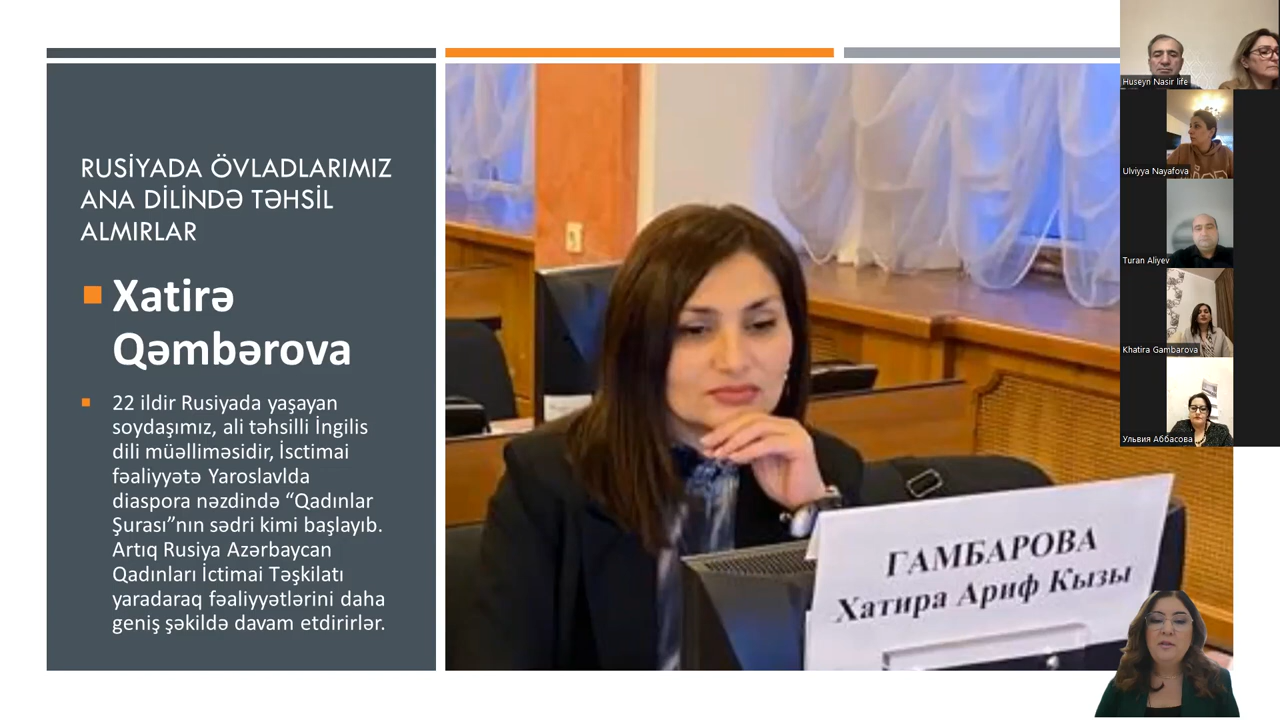 RUSİYADA ÖVLADLARIMIZ
ANA DİLİNDƏ TƏHSİL
ALMIRLAR
Xatirə
Qəmbərova
22 ildir Rusiyada yaşayan
soydaşımız, ali təhsilli İngilis
dili müəlliməsidir, İsctimai
fəaliyyətə Yaroslavlda
diaspora nəzdində “Qadınlar
Şurası”nın sədri kimi başlayıb.
Artıq Rusiya Azərbaycan
Qadınları İctimai Təşkilatı
yaradaraq fəaliyyətlərini daha
geniş şəkildə davam etdirirlər.
ГАМБАРОВА
Хатира Ариф Кызы
Huseyn Nasir life
Ulviyya Nayafova
Turan Aliyev
Khatira Gambarova
Ульвия Аббасова